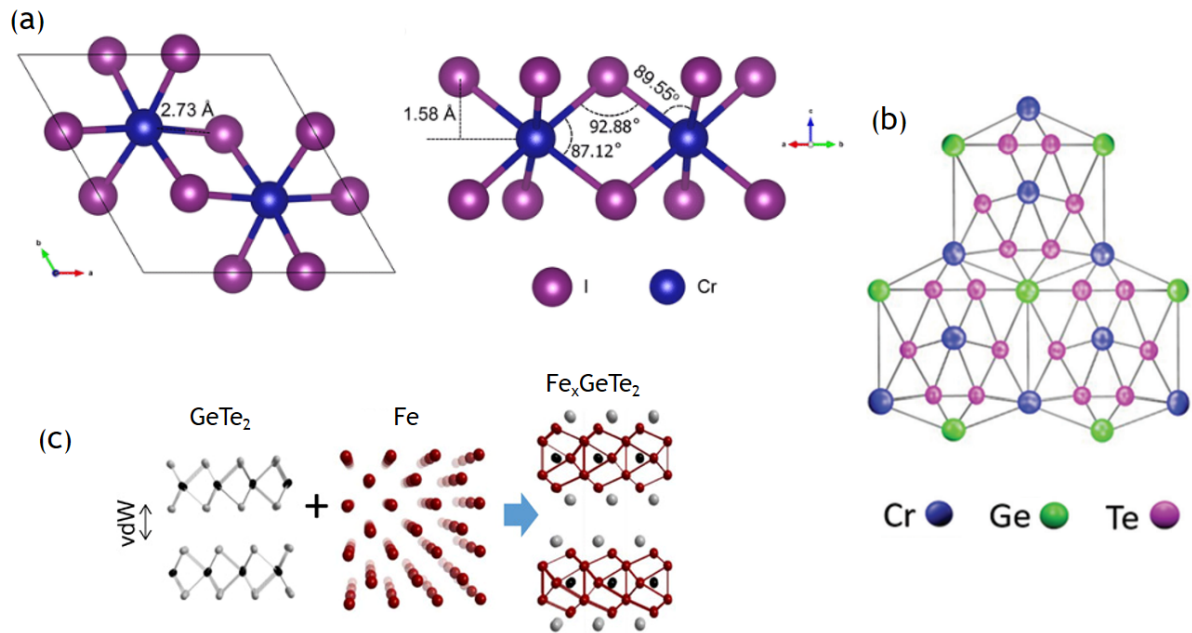 (a)
2.73 Å
b
a
1.58 Å
89.55°
92.88°
87.12°
c
a
b
I
Cr
(b)
Cr
Ge
Te
(c)
GeTe₂
Fe
FeₓGeTe₂
vdW
+